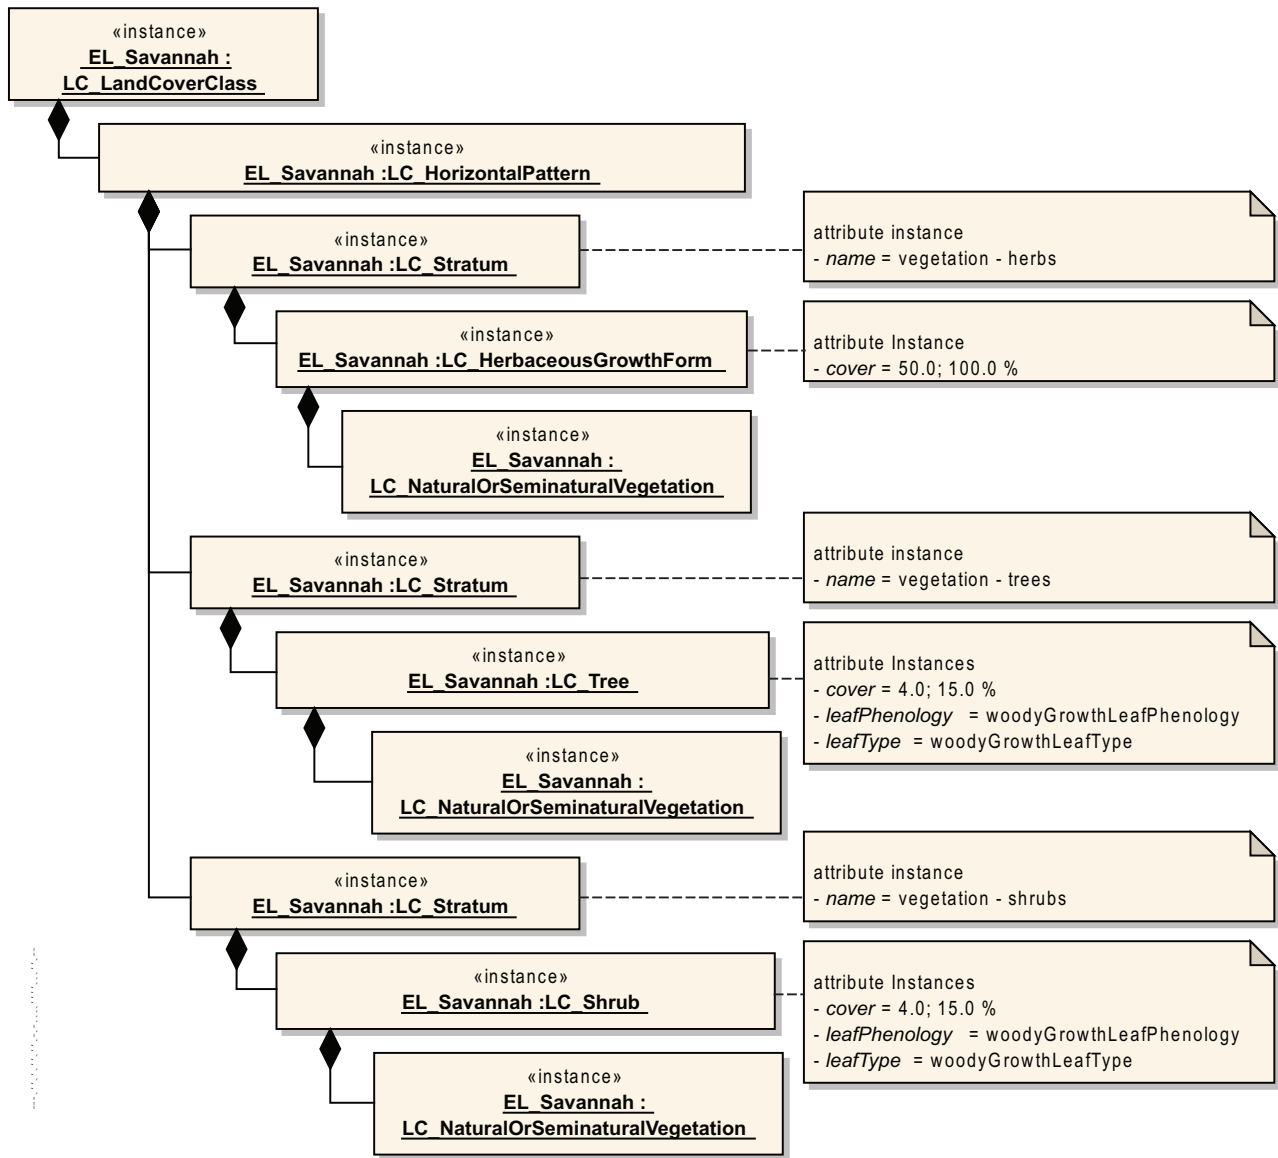 «instance»
EL_Savannah :
LC_LandCoverClass
«instance»
EL_Savannah :LC_HorizontalPattern
«instance»
EL_Savannah :LC_Stratum
attribute instance
- name = vegetation - herbs
«instance»
EL_Savannah :LC_HerbaceousGrowthForm
attribute Instance
- cover = 50.0; 100.0 %
«instance»
EL_Savannah :
LC_NaturalOrSeminaturalVegetation
«instance»
EL_Savannah :LC_Stratum
attribute instance
- name = vegetation - trees
«instance»
EL_Savannah :LC_Tree
attribute Instances
- cover = 4.0; 15.0 %
- leafPhenology = woodyGrowthLeafPhenology
- leafType = woodyGrowthLeafType
«instance»
EL_Savannah :
LC_NaturalOrSeminaturalVegetation
«instance»
EL_Savannah :LC_Stratum
attribute instance
- name = vegetation - shrubs
«instance»
EL_Savannah :LC_Shrub
attribute Instances
- cover = 4.0; 15.0 %
- leafPhenology = woodyGrowthLeafPhenology
- leafType = woodyGrowthLeafType
«instance»
EL_Savannah :
LC_NaturalOrSeminaturalVegetation